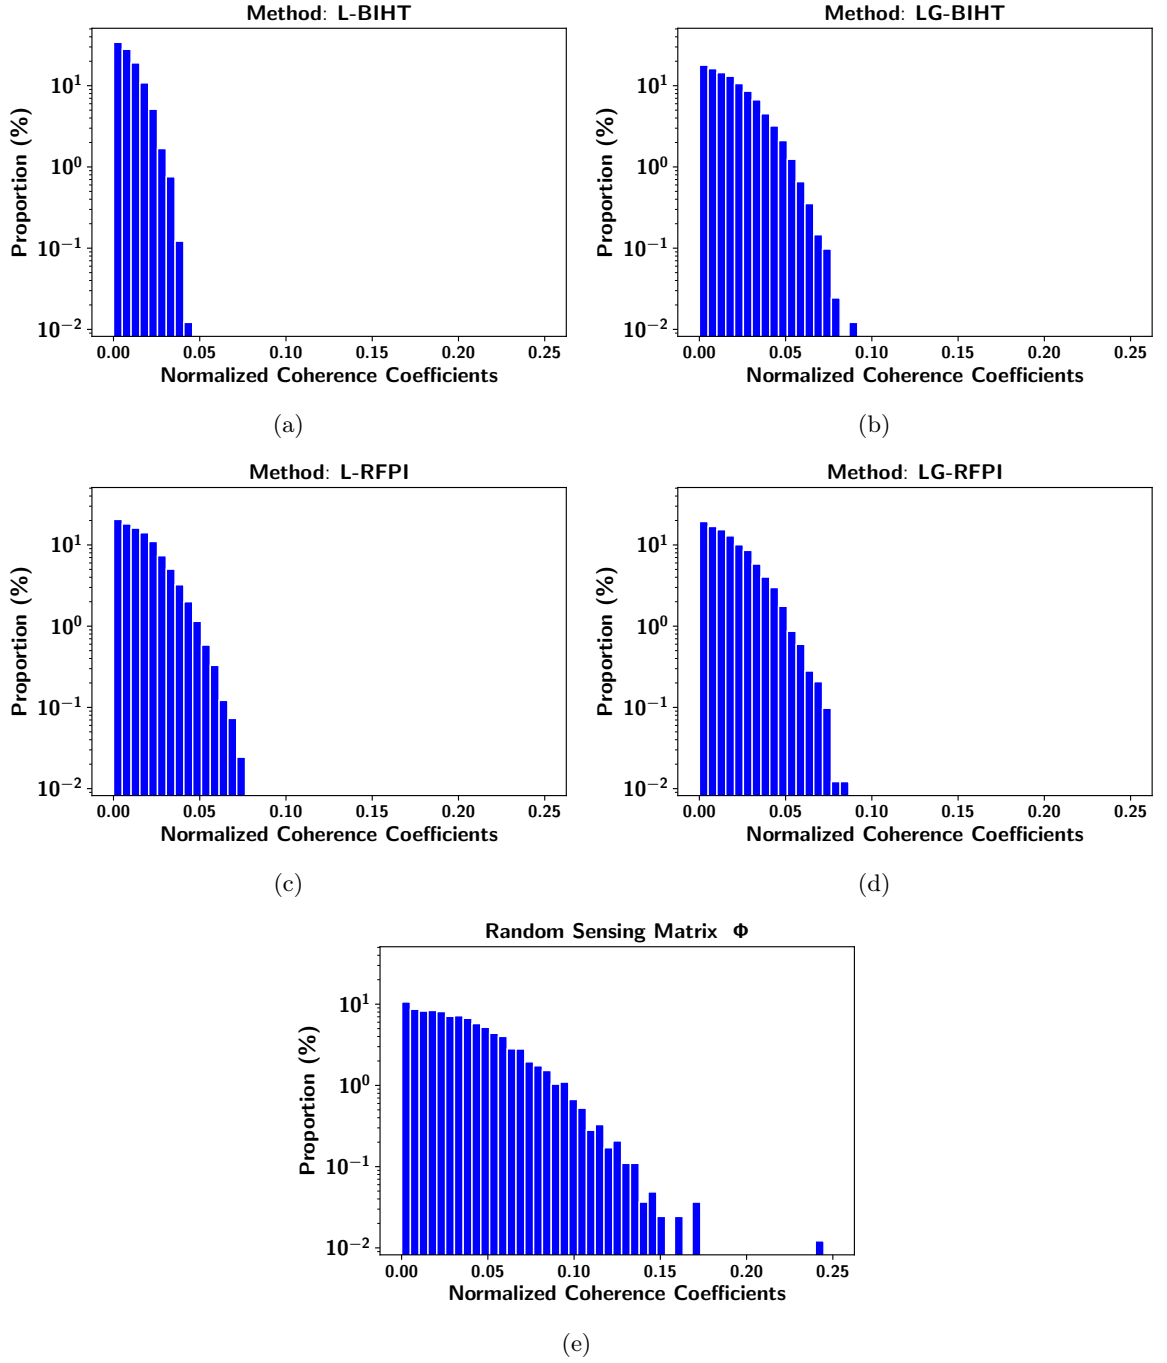 Method: L-BIHT
Proportion (%)
10^1
10^0
10^−1
10^−2
0.00 0.05 0.10 0.15 0.20 0.25
Normalized Coherence Coefficients
(a)
Method: LG-BIHT
Proportion (%)
10^1
10^0
10^−1
10^−2
0.00 0.05 0.10 0.15 0.20 0.25
Normalized Coherence Coefficients
(b)
Method: L-RFPI
Proportion (%)
10^1
10^0
10^−1
10^−2
0.00 0.05 0.10 0.15 0.20 0.25
Normalized Coherence Coefficients
(c)
Method: LG-RFPI
Proportion (%)
10^1
10^0
10^−1
10^−2
0.00 0.05 0.10 0.15 0.20 0.25
Normalized Coherence Coefficients
(d)
Random Sensing Matrix Φ
Proportion (%)
10^1
10^0
10^−1
10^−2
0.00 0.05 0.10 0.15 0.20 0.25
Normalized Coherence Coefficients
(e)